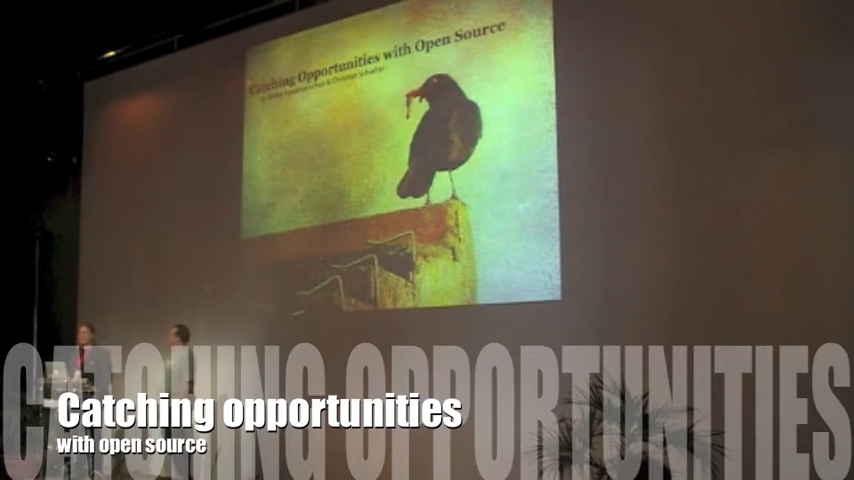 Catching Opportunities with Open Source
CATCHING OPPORTUNITIES
Catching opportunities
with open source